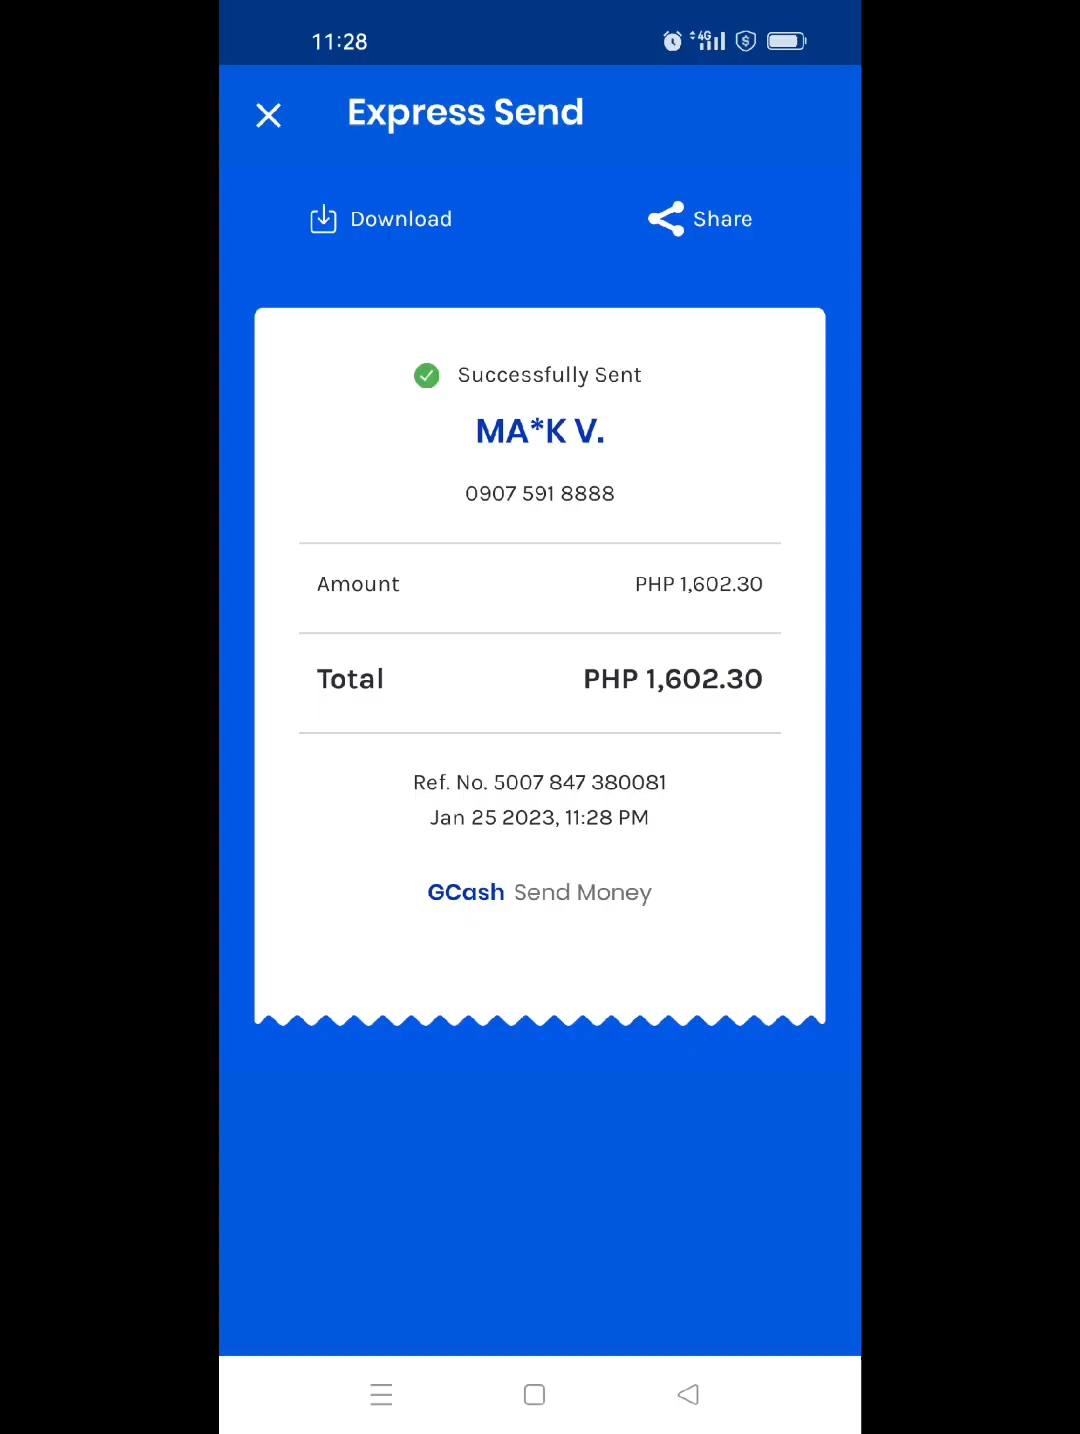 11:28
4G
Express Send
Download
Share
Successfully Sent
MA*K V.
0907 591 8888
Amount PHP 1,602.30
Total PHP 1,602.30
Ref. No. 5007 847 380081
Jan 25 2023, 11:28 PM
GCash Send Money